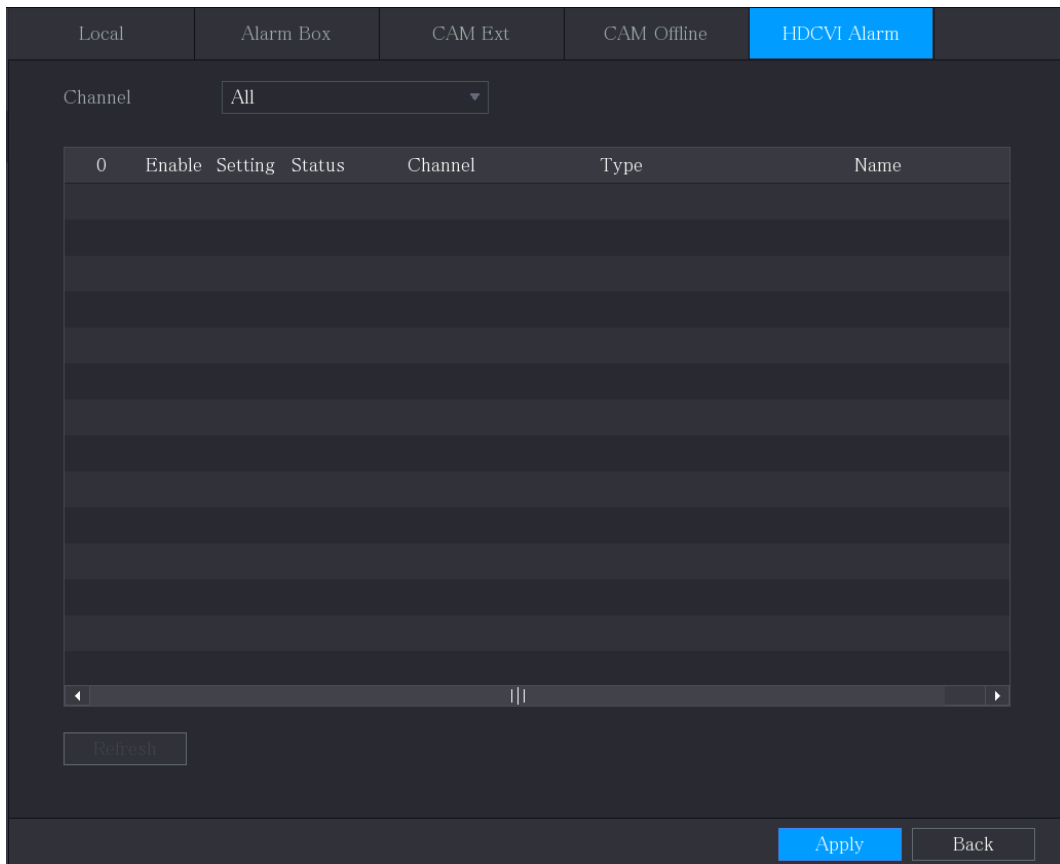 Local Alarm Box CAM Ext CAM Offline HDCVI Alarm
Channel All
0 Enable Setting Status Channel Type Name
Refresh
Apply Back